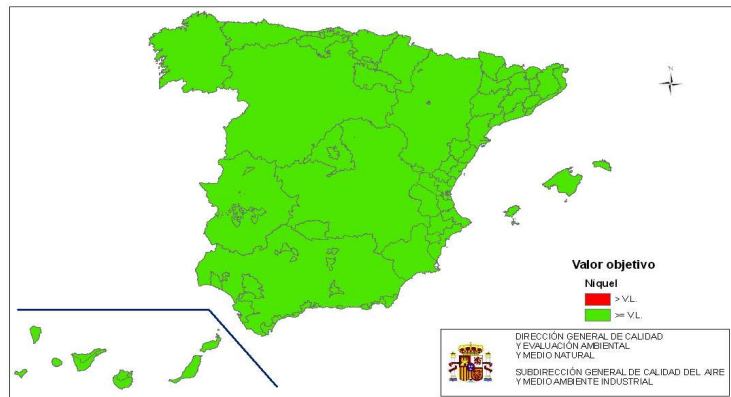 N
Valor objetivo
Níquel
> V.L.
>= V.L.
DIRECCIÓN GENERAL DE CALIDAD
Y EVALUACIÓN AMBIENTAL
Y MEDIO NATURAL
SUBDIRECCIÓN GENERAL DE CALIDAD DEL AIRE
Y MEDIO AMBIENTE INDUSTRIAL